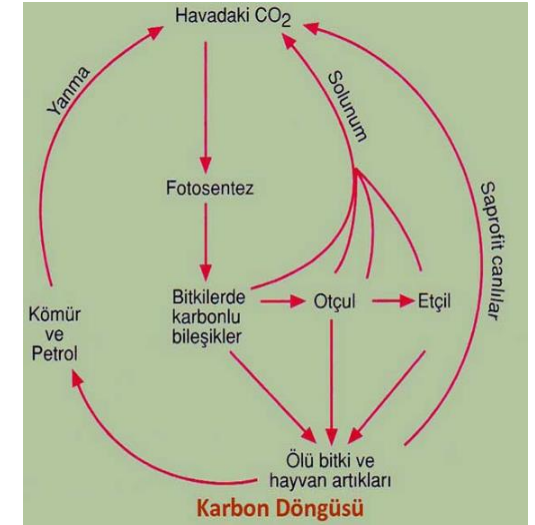 Havadaki CO2
Yanma
Solunum
Fotosentez
Saprofit canlılar
Bitkilerde
karbonlu
bileşikler
Otçul
Etçil
Kömür
ve
Petrol
Ölü bitki ve
hayvan artıkları
Karbon Döngüsü